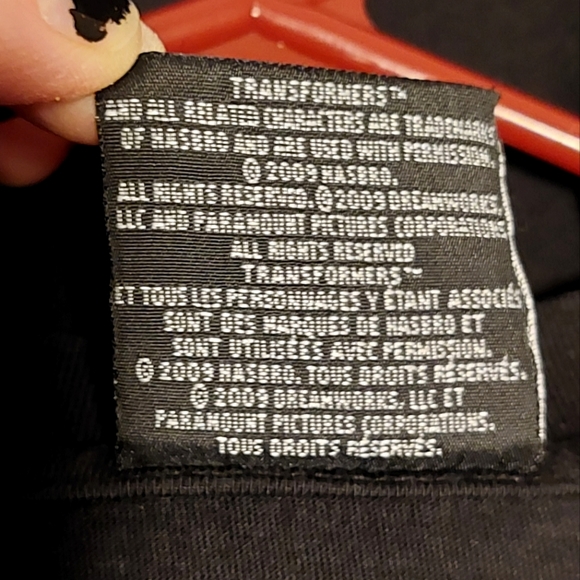 TRANSFORMERS™
AND ALL RELATED CHARACTERS ARE TRADEMARKS
OF HASBRO AND ARE USED WITH PERMISSION.
© 2009 HASBRO.
ALL RIGHTS RESERVED. © 2009 DREAMWORKS,
LLC AND PARAMOUNT PICTURES CORPORATIONS
ALL RIGHTS RESERVED
TRANSFORMERS™
ET TOUS LES PERSONNAGES Y ÉTANT ASSOCIÉS
SONT DES MARQUES DE HASBRO ET
SONT UTILISÉES AVEC PERMISSION.
© 2009 HASBRO. TOUS DROITS RÉSERVÉS.
© 2009 DREAMWORKS, LLC ET
PARAMOUNT PICTURES CORPORATIONS.
TOUS DROITS RÉSERVÉS.